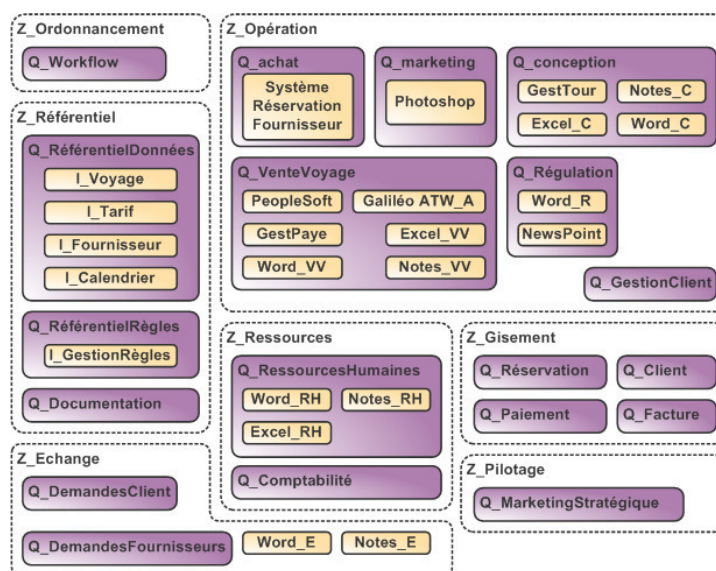 Z_Ordonnancement
Q_Workflow
Z_Référentiel
Q_RéférentielDonnées
I_Voyage
I_Tarif
I_Fournisseur
I_Calendrier
Q_RéférentielRègles
I_GestionRègles
Q_Documentation
Z_Echange
Q_DemandesClient
Q_DemandesFournisseurs
Word_E
Notes_E
Z_Opération
Q_achat
Système
Réservation
Fournisseur
Q_marketing
Photoshop
Q_conception
GestTour
Notes_C
Excel_C
Word_C
Q_VenteVoyage
PeopleSoft
Galiléo ATW_A
GestPaye
Excel_VV
Word_VV
Notes_VV
Q_Régulation
Word_R
NewsPoint
Q_GestionClient
Z_Ressources
Q_RessourcesHumaines
Word_RH
Notes_RH
Excel_RH
Q_Comptabilité
Z_Gisement
Q_Réservation
Q_Client
Q_Paiement
Q_Facture
Z_Pilotage
Q_MarketingStratégique